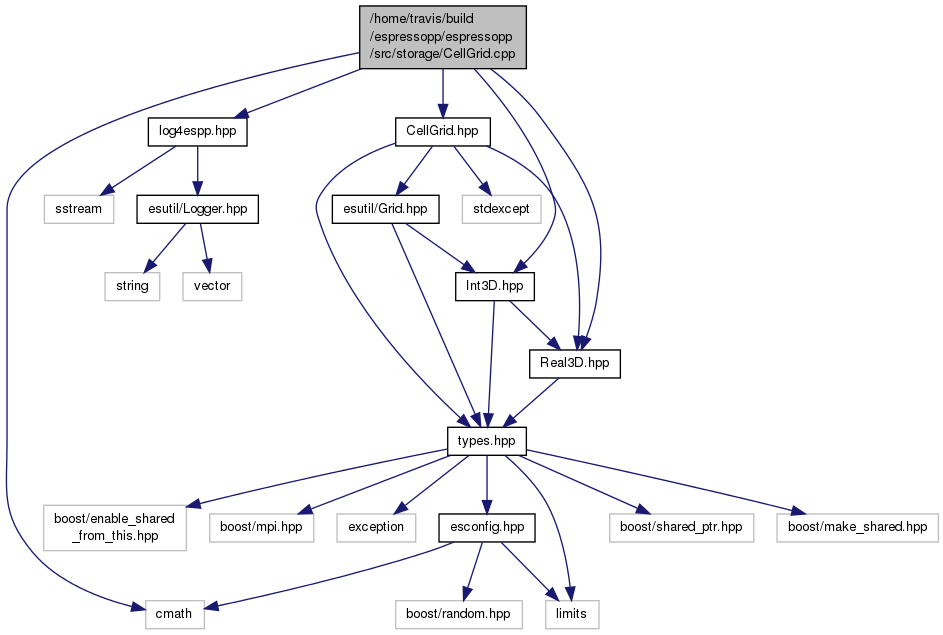 /home/travis/build
/espressopp/espressopp
/src/storage/CellGrid.cpp
log4espp.hpp
CellGrid.hpp
sstream
esutil/Logger.hpp
esutil/Grid.hpp
stdexcept
string
vector
Int3D.hpp
Real3D.hpp
types.hpp
boost/enable_shared
_from_this.hpp
boost/mpi.hpp
exception
esconfig.hpp
boost/shared_ptr.hpp
boost/make_shared.hpp
cmath
boost/random.hpp
limits